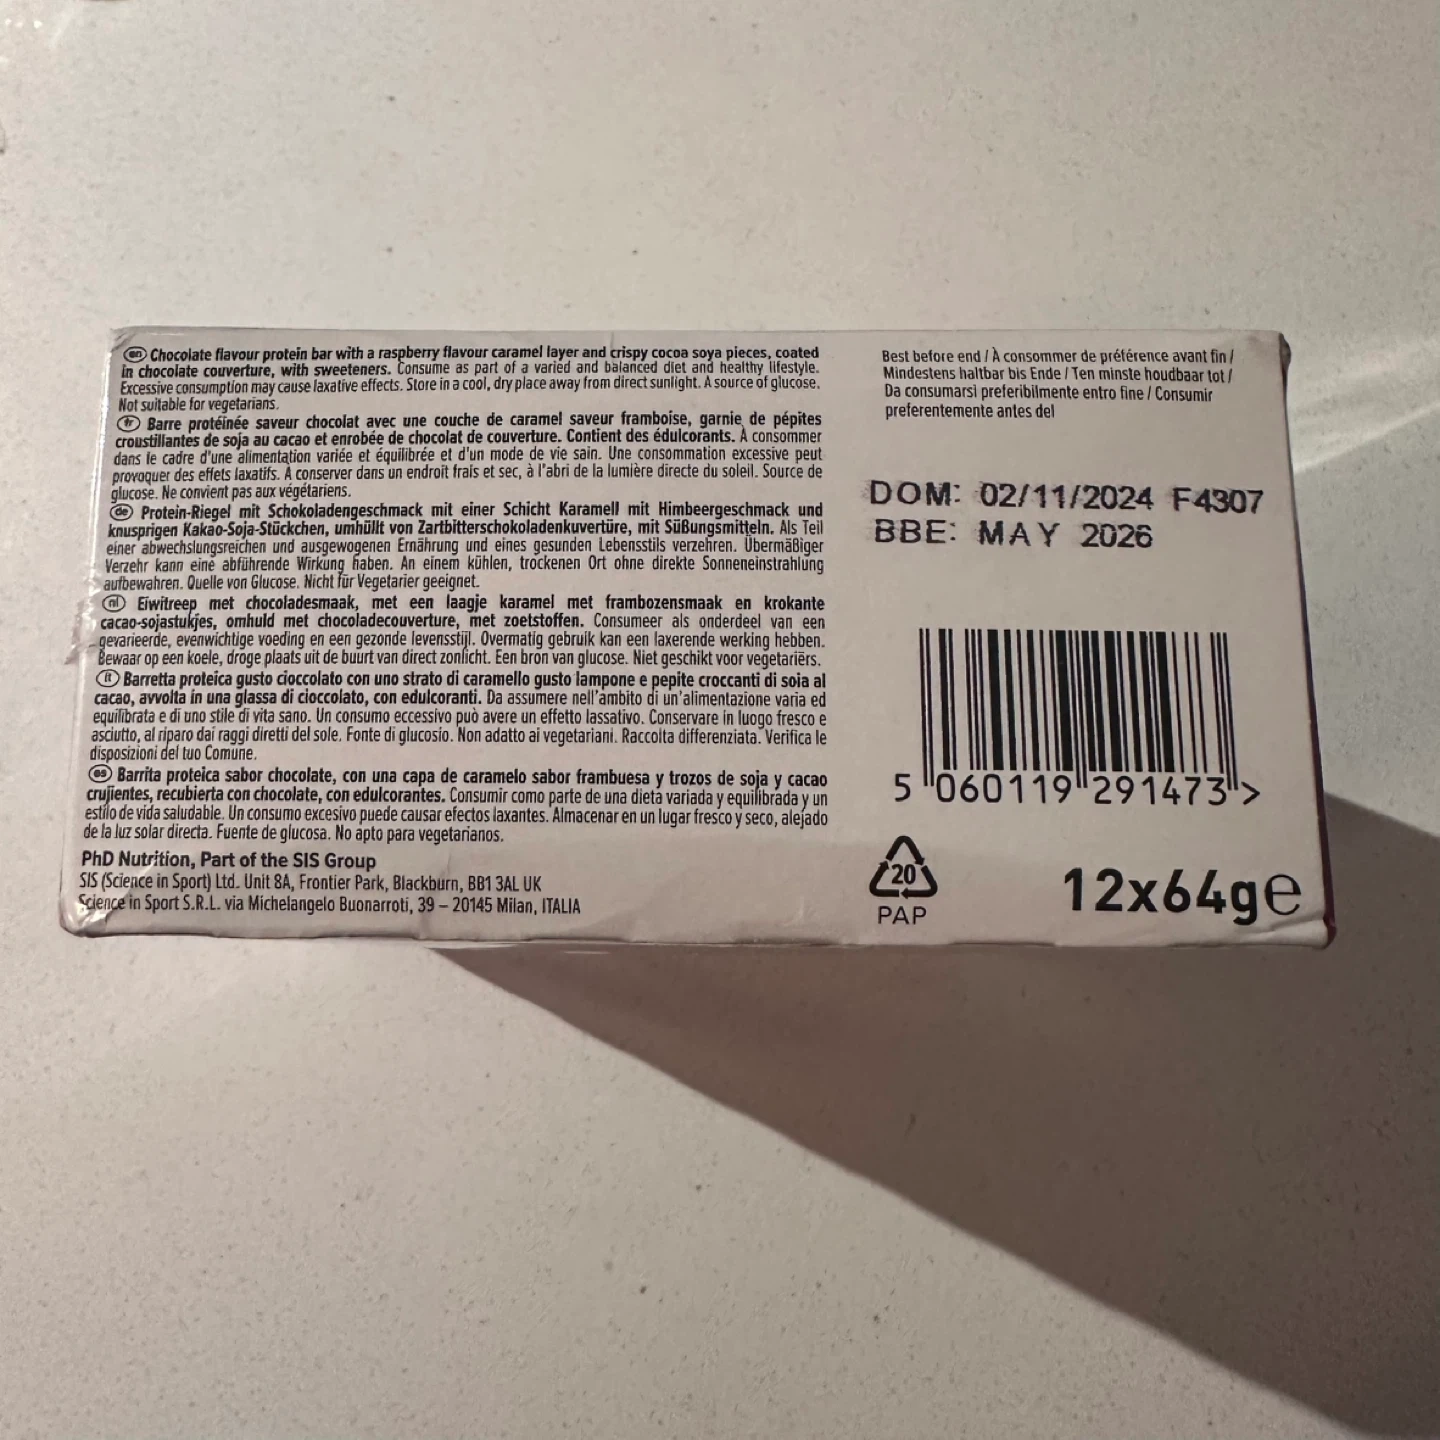 en Chocolate flavour protein bar with a raspberry flavour caramel layer and crispy cocoa soya pieces, coated
in chocolate couverture, with sweeteners. Consume as part of a varied and balanced diet and healthy lifestyle.
Excessive consumption may cause laxative effects. Store in a cool, dry place away from direct sunlight. A source of glucose.
Not suitable for vegetarians.
fr Barre protéinée saveur chocolat avec une couche de caramel saveur framboise, garnie de pépites
croustillantes de soja au cacao et enrobée de chocolat de couverture. Contient des édulcorants. À consommer
dans le cadre d'une alimentation variée et équilibrée et d'un mode de vie sain. Une consommation excessive peut
provoquer des effets laxatifs. A conserver dans un endroit frais et sec, à l'abri de la lumière directe du soleil. Source de
glucose. Ne convient pas aux végétariens.
de Protein-Riegel mit Schokoladengeschmack mit einer Schicht Karamell mit Himbeergeschmack und
knusprigen Kakao-Soja-Stückchen, umhüllt von Zartbitterschokoladenkuvertüre, mit Süßungsmitteln. Als Teil
einer abwechslungsreichen und ausgewogenen Ernährung und eines gesunden Lebensstils verzehren. Übermäßiger
Verzehr kann eine abführende Wirkung haben. An einem kühlen, trockenen Ort ohne direkte Sonneneinstrahlung
aufbewahren. Quelle von Glucose. Nicht für Vegetarier geeignet.
nl Eiwitreep met chocoladesmaak, met een laagje karamel met frambozensmaak en krokante
cacao-sojastukjes, omhuld met chocoladecouverture, met zoetstoffen. Consumeer als onderdeel van een
gevarieerde, evenwichtige voeding en een gezonde levensstijl. Overmatig gebruik kan een laxerende werking hebben.
Bewaar op een koele, droge plaats uit de buurt van direct zonlicht. Een bron van glucose. Niet geschikt voor vegetariërs.
it Barretta proteica gusto cioccolato con uno strato di caramello gusto lampone e pepite croccanti di soia al
cacao, avvolta in una glassa di cioccolato, con edulcoranti. Da assumere nell'ambito di un'alimentazione varia ed
equilibrata e di uno stile di vita sano. Un consumo eccessivo può avere un effetto lassativo. Conservare in luogo fresco e
asciutto, al riparo dai raggi diretti del sole. Fonte di glucosio. Non adatto ai vegetariani. Raccolta differenziata. Verifica le
disposizioni del tuo Comune.
es Barrita proteica sabor chocolate, con una capa de caramelo sabor frambuesa y trozos de soja y cacao
crujientes, recubierta con chocolate, con edulcorantes. Consumir como parte de una dieta variada y equilibrada y un
estilo de vida saludable. Un consumo excesivo puede causar efectos laxantes. Almacenar en un lugar fresco y seco, alejado
de la luz solar directa. Fuente de glucosa. No apto para vegetarianos.
PhD Nutrition, Part of the SIS Group
SIS (Science in Sport) Ltd. Unit 8A, Frontier Park, Blackburn, BB1 3AL UK
Science in Sport S.R.L. via Michelangelo Buonarroti, 39 – 20145 Milan, ITALIA
Best before end / À consommer de préférence avant fin /
Mindestens haltbar bis Ende / Ten minste houdbaar tot /
Da consumarsi preferibilmente entro fine / Consumir
preferentemente antes del
DOM: 02/11/2024 F4307
BBE: MAY 2026
5 060119 291473 >
20
PAP
12x64g℮